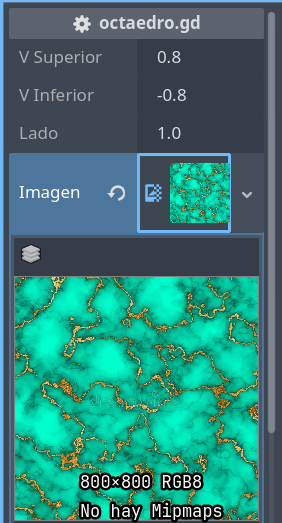 octaedro.gd
V Superior 0.8
V Inferior -0.8
Lado 1.0
Imagen
800×800 RGB8
No hay Mipmaps